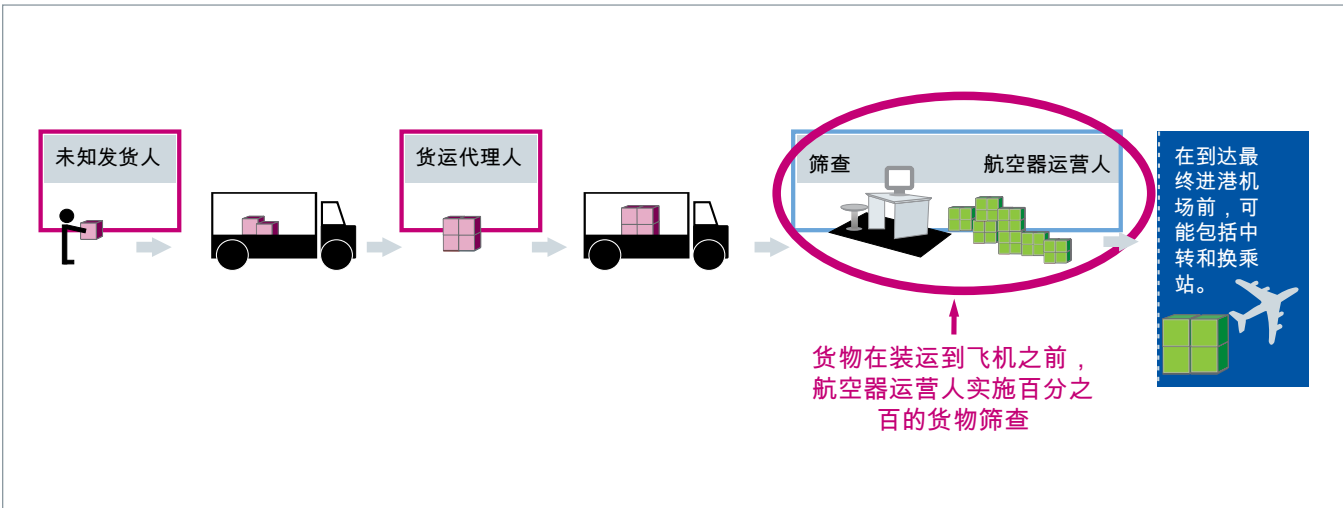 未知发货人
货运代理人
筛查
航空器运营人
在到达最
终进港机
场前，可
能包括中
转和换乘
站。
货物在装运到飞机之前，
航空器运营人实施百分之
百的货物筛查